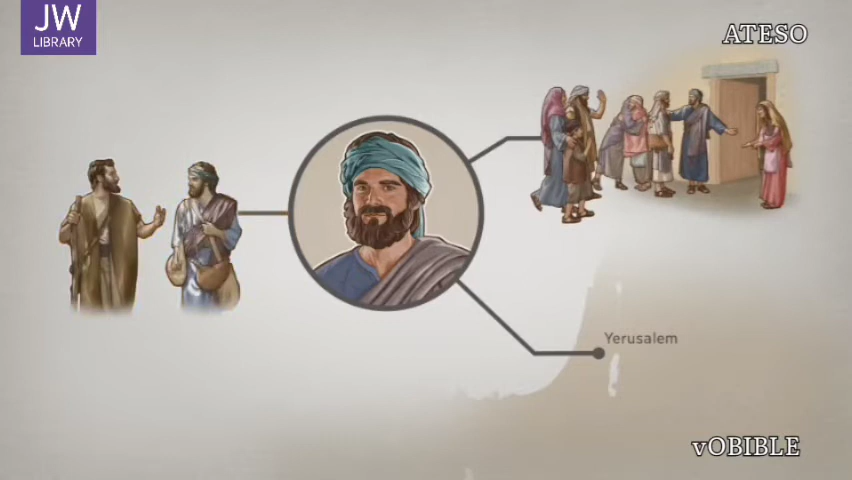 JW
LIBRARY
ATESO
Yerusalem
vOBIBLE